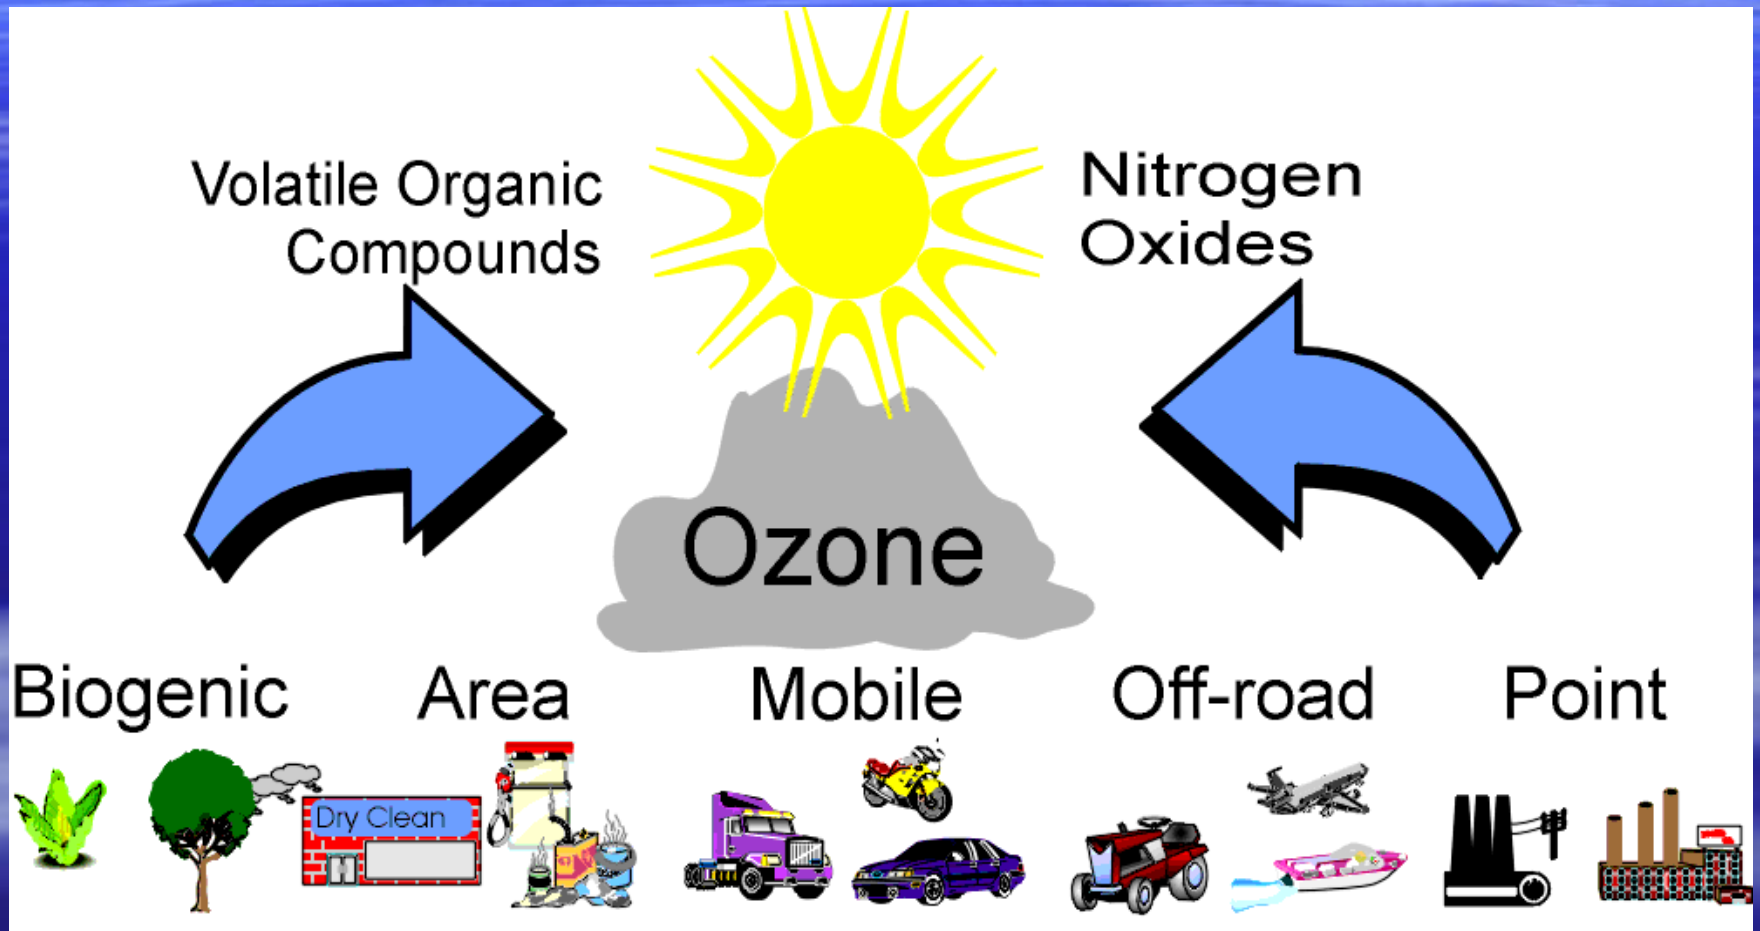 Volatile Organic
Compounds
Nitrogen
Oxides
Ozone
Biogenic
Area
Mobile
Off-road
Point
Dry Clean